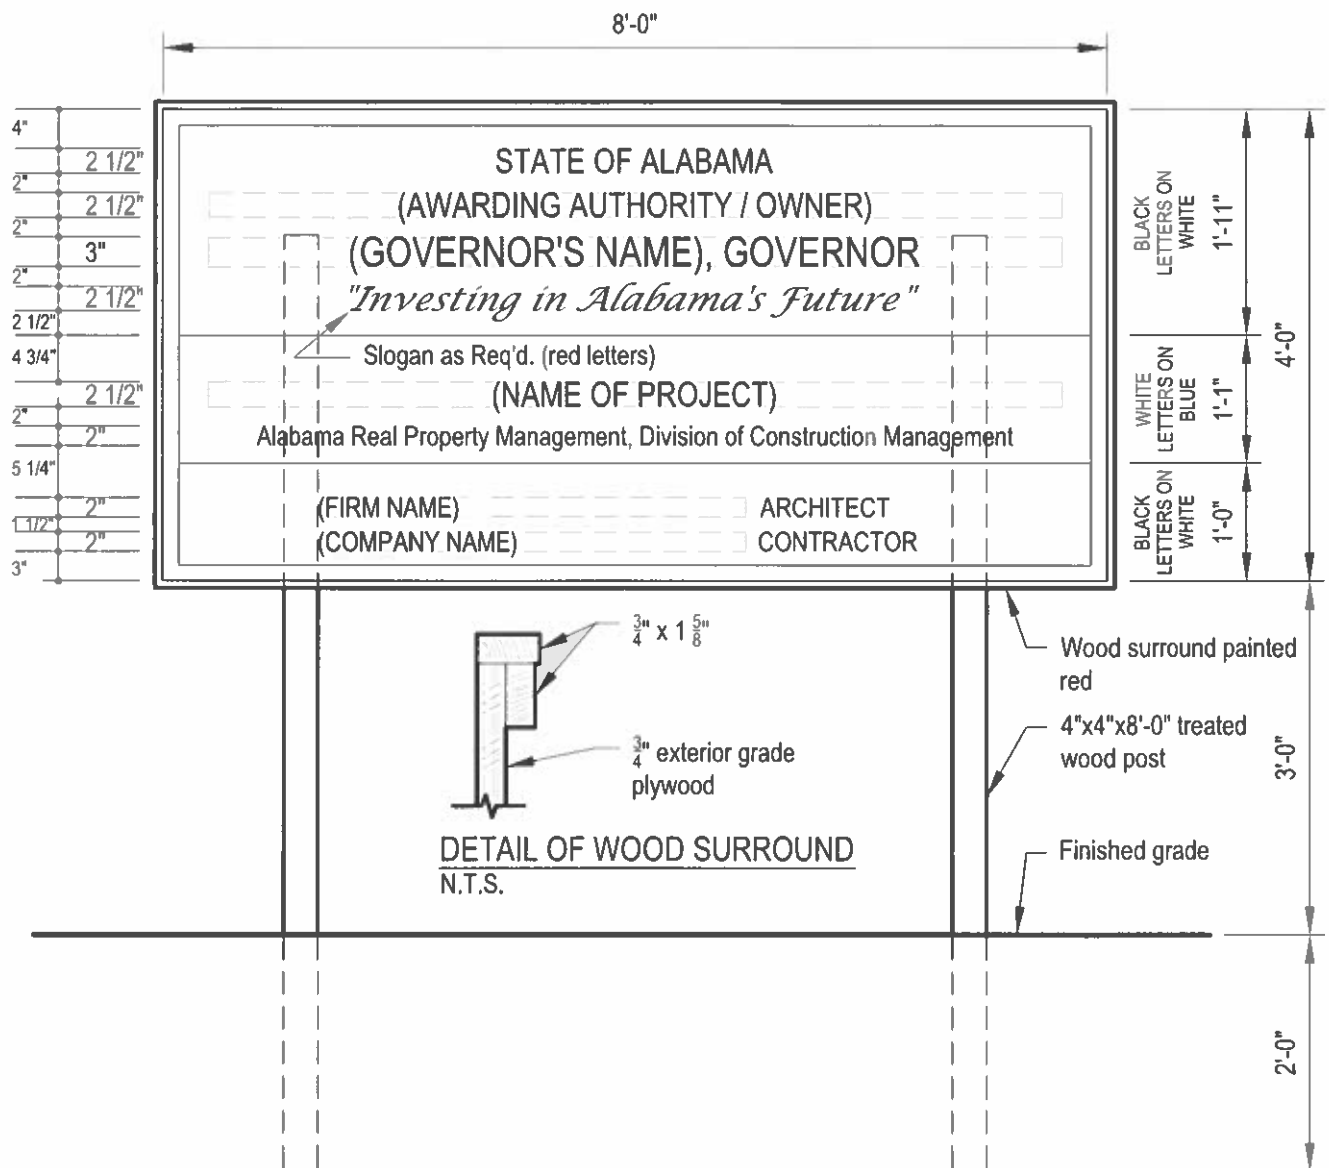 8'-0"
4"
2 1/2"
2"
2 1/2"
2"
3"
2"
2 1/2"
2 1/2"
4 3/4"
2 1/2"
2"
2"
5 1/4"
2"
1/2"
2"
3"
STATE OF ALABAMA
(AWARDING AUTHORITY / OWNER)
(GOVERNOR'S NAME), GOVERNOR
"Investing in Alabama's Future"
Slogan as Req'd. (red letters)
(NAME OF PROJECT)
Alabama Real Property Management, Division of Construction Management
(FIRM NAME) ARCHITECT
(COMPANY NAME) CONTRACTOR
BLACK
LETTERS ON
WHITE
1'-11"
WHITE
LETTERS ON
BLUE
1'-1"
BLACK
LETTERS ON
WHITE
1'-0"
4'-0"
3/4" x 1 5/8"
3/4" exterior grade
plywood
DETAIL OF WOOD SURROUND
N.T.S.
Wood surround painted
red
4"x4"x8'-0" treated
wood post
Finished grade
3'-0"
2'-0"